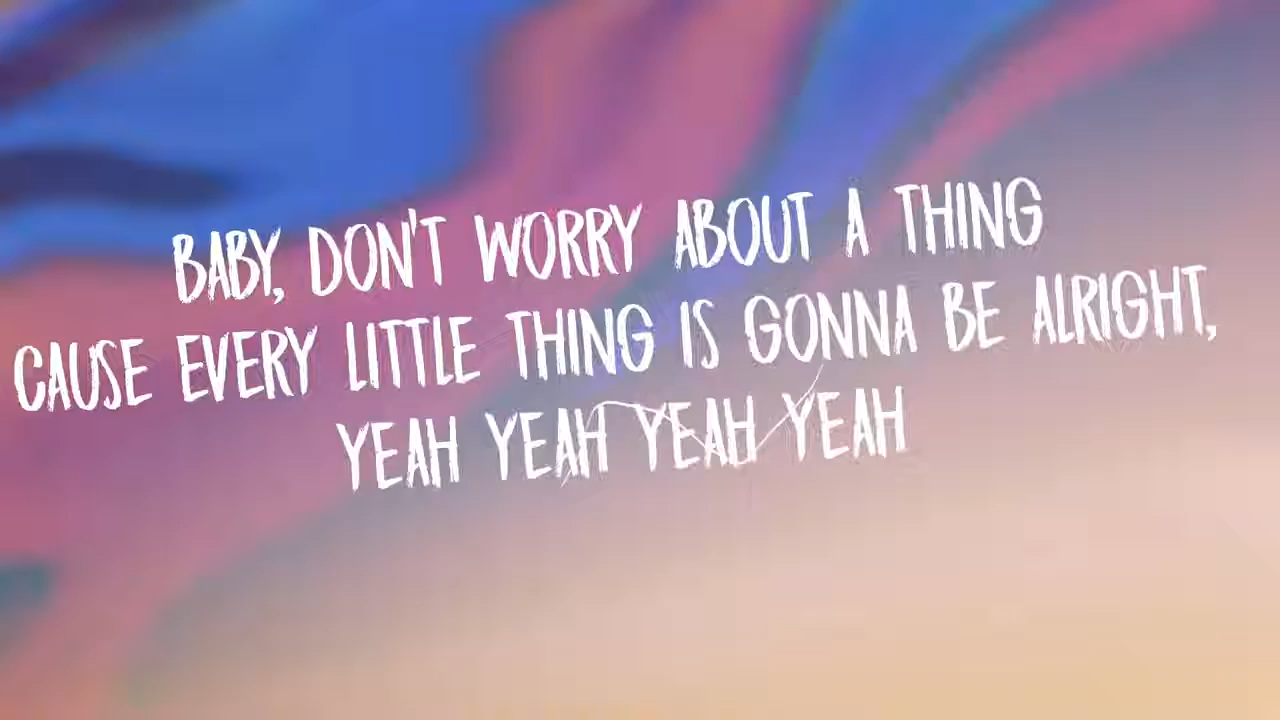 BABY, DON'T WORRY ABOUT A THING
CAUSE EVERY LITTLE THING IS GONNA BE ALRIGHT,
YEAH YEAH YEAH YEAH